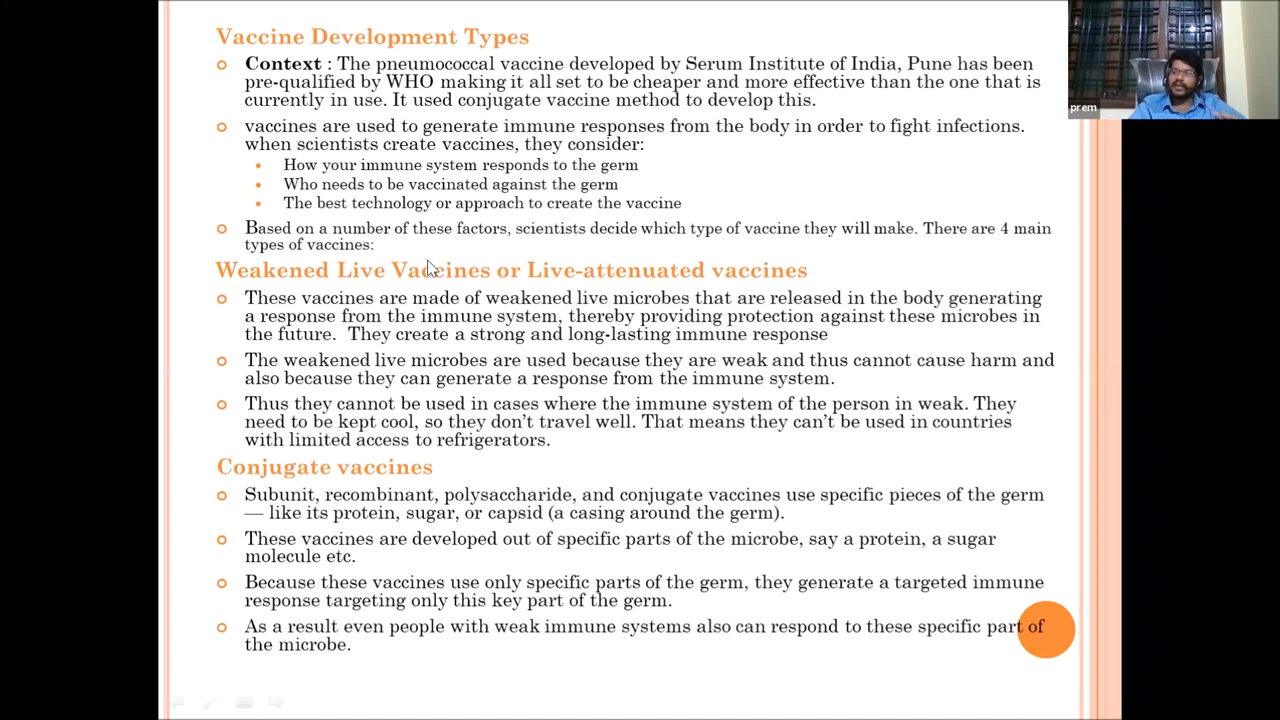 Vaccine Development Types
Context : The pneumococcal vaccine developed by Serum Institute of India, Pune has been
pre-qualified by WHO making it all set to be cheaper and more effective than the one that is
currently in use. It used conjugate vaccine method to develop this.
vaccines are used to generate immune responses from the body in order to fight infections.
when scientists create vaccines, they consider:
How your immune system responds to the germ
Who needs to be vaccinated against the germ
The best technology or approach to create the vaccine
Based on a number of these factors, scientists decide which type of vaccine they will make. There are 4 main
types of vaccines:
Weakened Live Vaccines or Live-attenuated vaccines
These vaccines are made of weakened live microbes that are released in the body generating
a response from the immune system, thereby providing protection against these microbes in
the future. They create a strong and long-lasting immune response
The weakened live microbes are used because they are weak and thus cannot cause harm and
also because they can generate a response from the immune system.
Thus they cannot be used in cases where the immune system of the person in weak. They
need to be kept cool, so they don't travel well. That means they can't be used in countries
with limited access to refrigerators.
Conjugate vaccines
Subunit, recombinant, polysaccharide, and conjugate vaccines use specific pieces of the germ
— like its protein, sugar, or capsid (a casing around the germ).
These vaccines are developed out of specific parts of the microbe, say a protein, a sugar
molecule etc.
Because these vaccines use only specific parts of the germ, they generate a targeted immune
response targeting only this key part of the germ.
As a result even people with weak immune systems also can respond to these specific part of
the microbe.
prem